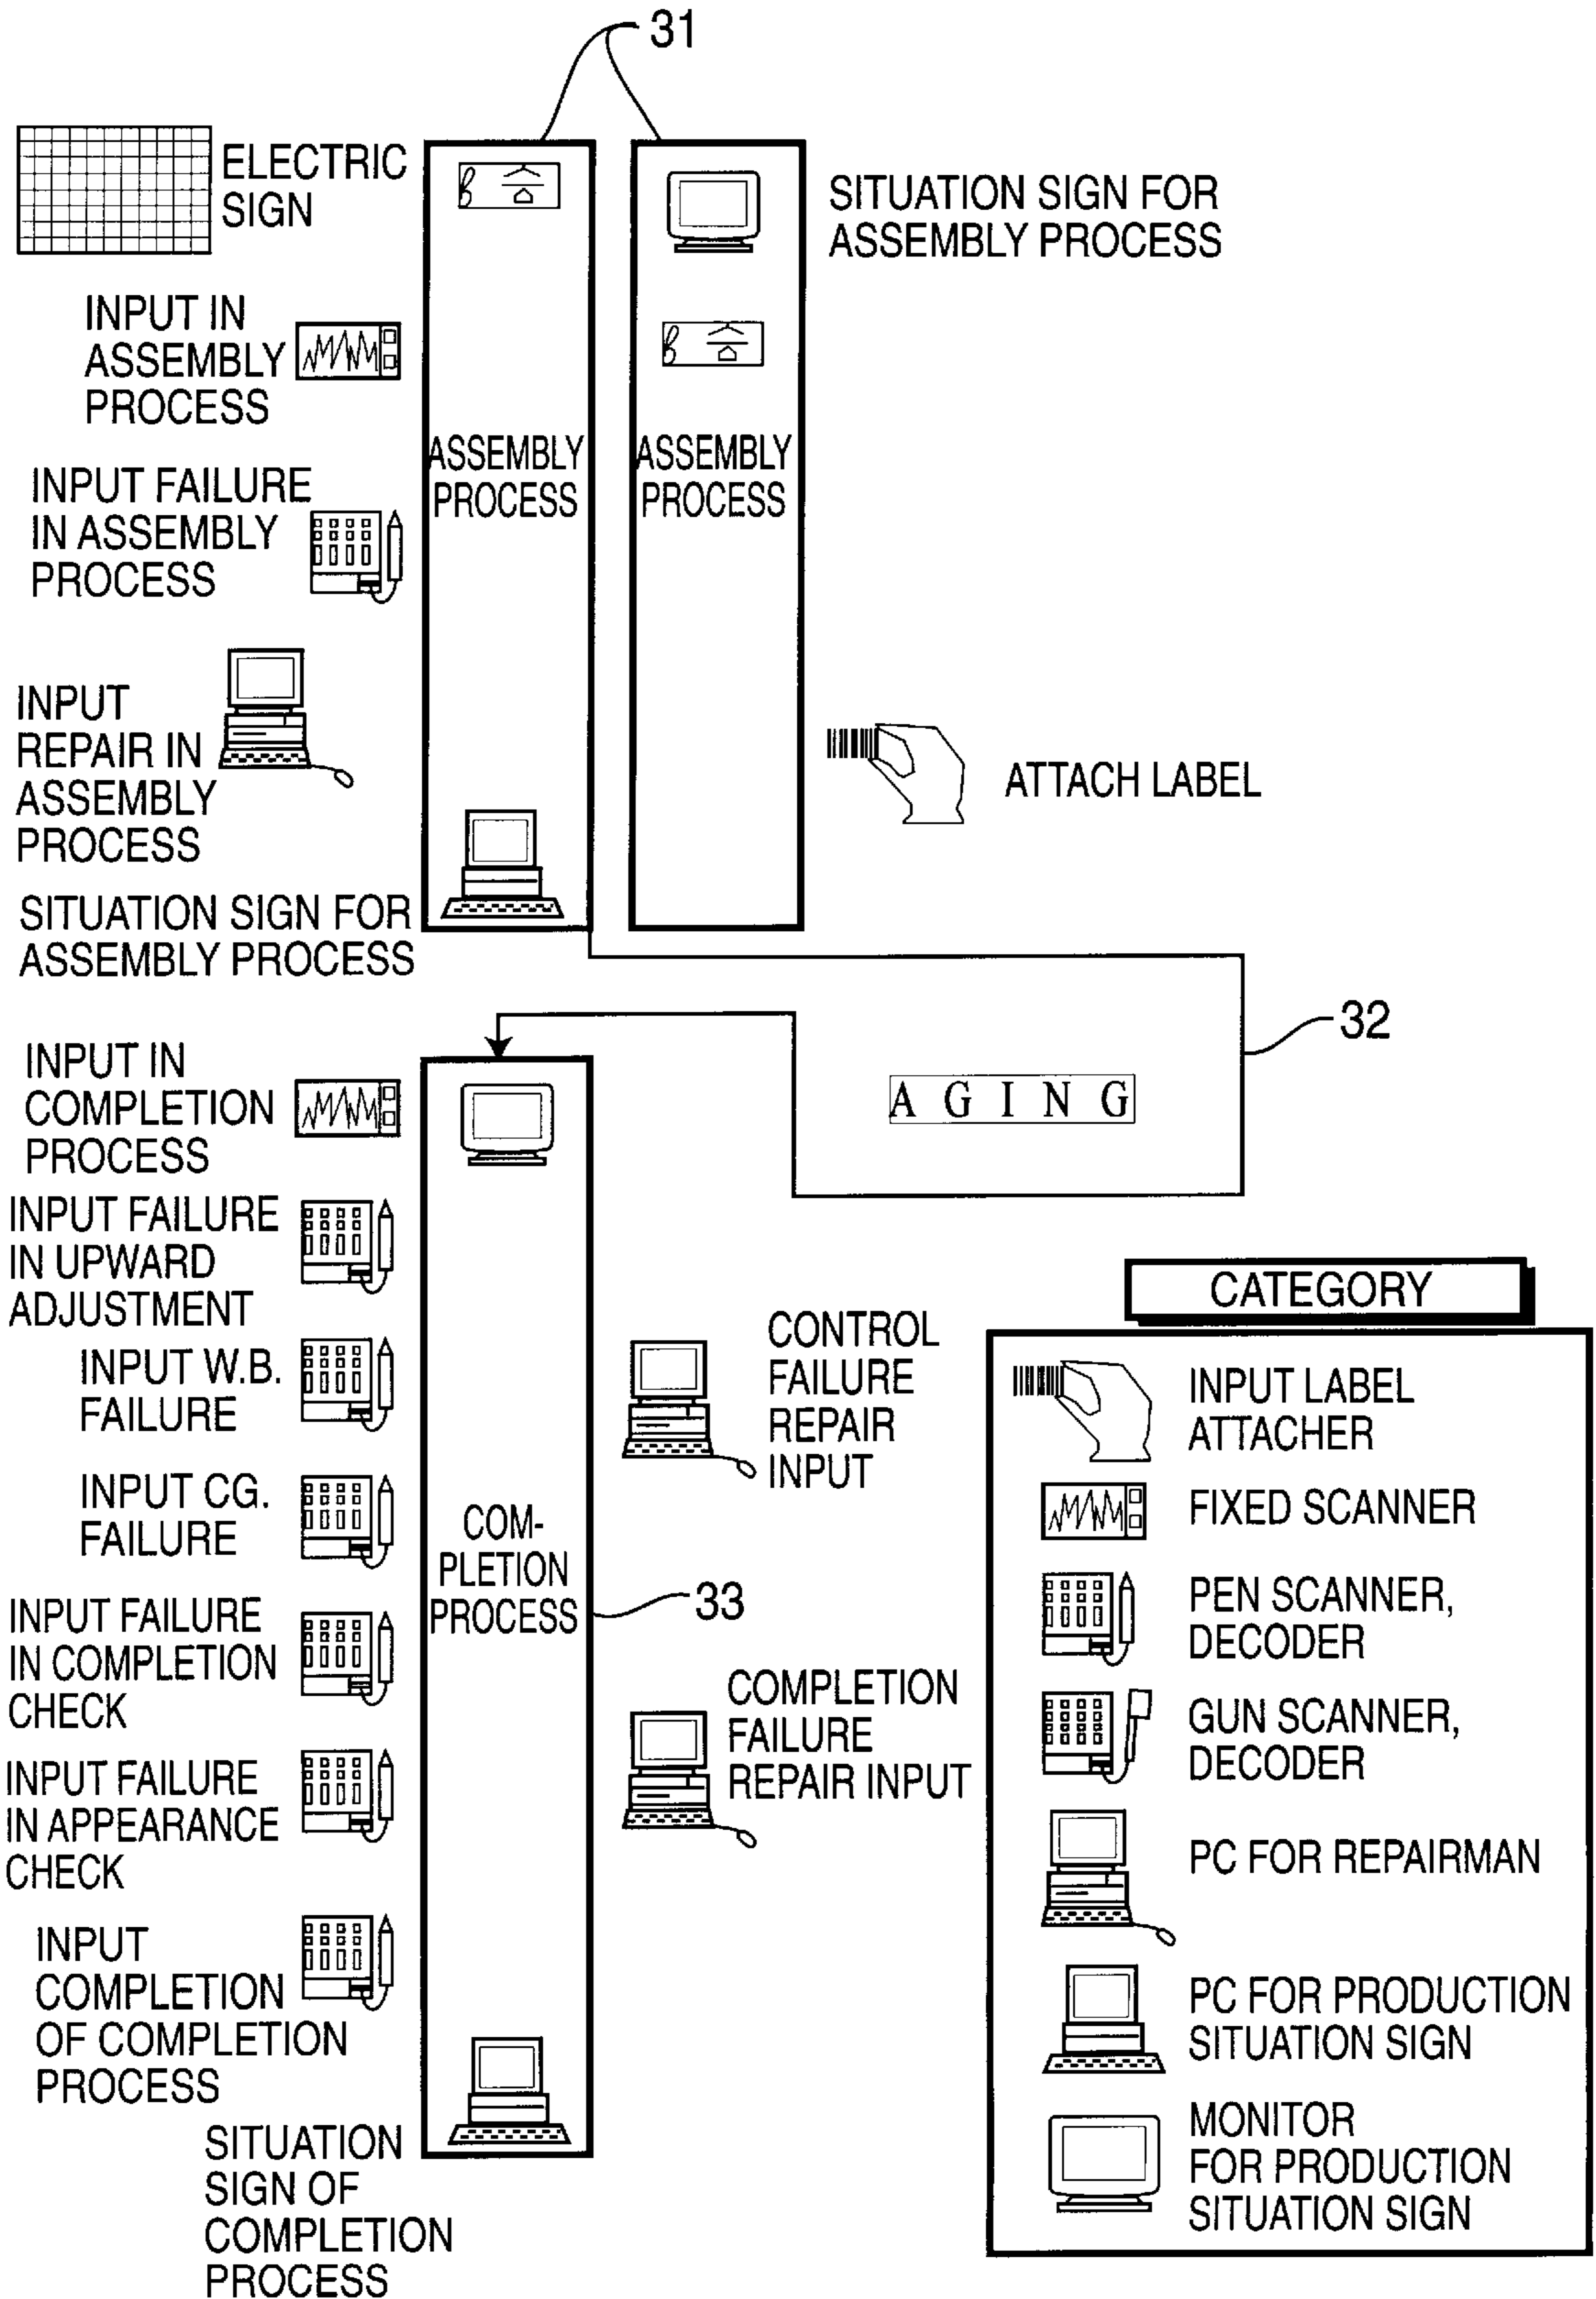 31
ELECTRIC
SIGN
SITUATION SIGN FOR
ASSEMBLY PROCESS
INPUT IN
ASSEMBLY
PROCESS
ASSEMBLY
PROCESS
ASSEMBLY
PROCESS
INPUT FAILURE
IN ASSEMBLY
PROCESS
INPUT
REPAIR IN
ASSEMBLY
PROCESS
ATTACH LABEL
SITUATION SIGN FOR
ASSEMBLY PROCESS
32
AGING
INPUT IN
COMPLETION
PROCESS
INPUT FAILURE
IN UPWARD
ADJUSTMENT
INPUT W.B.
FAILURE
INPUT CG.
FAILURE
INPUT FAILURE
IN COMPLETION
CHECK
INPUT FAILURE
IN APPEARANCE
CHECK
INPUT
COMPLETION
OF COMPLETION
PROCESS
SITUATION
SIGN OF
COMPLETION
PROCESS
COM-
PLETION
PROCESS
33
CONTROL
FAILURE
REPAIR
INPUT
COMPLETION
FAILURE
REPAIR INPUT
CATEGORY
INPUT LABEL
ATTACHER
FIXED SCANNER
PEN SCANNER,
DECODER
GUN SCANNER,
DECODER
PC FOR REPAIRMAN
PC FOR PRODUCTION
SITUATION SIGN
MONITOR
FOR PRODUCTION
SITUATION SIGN